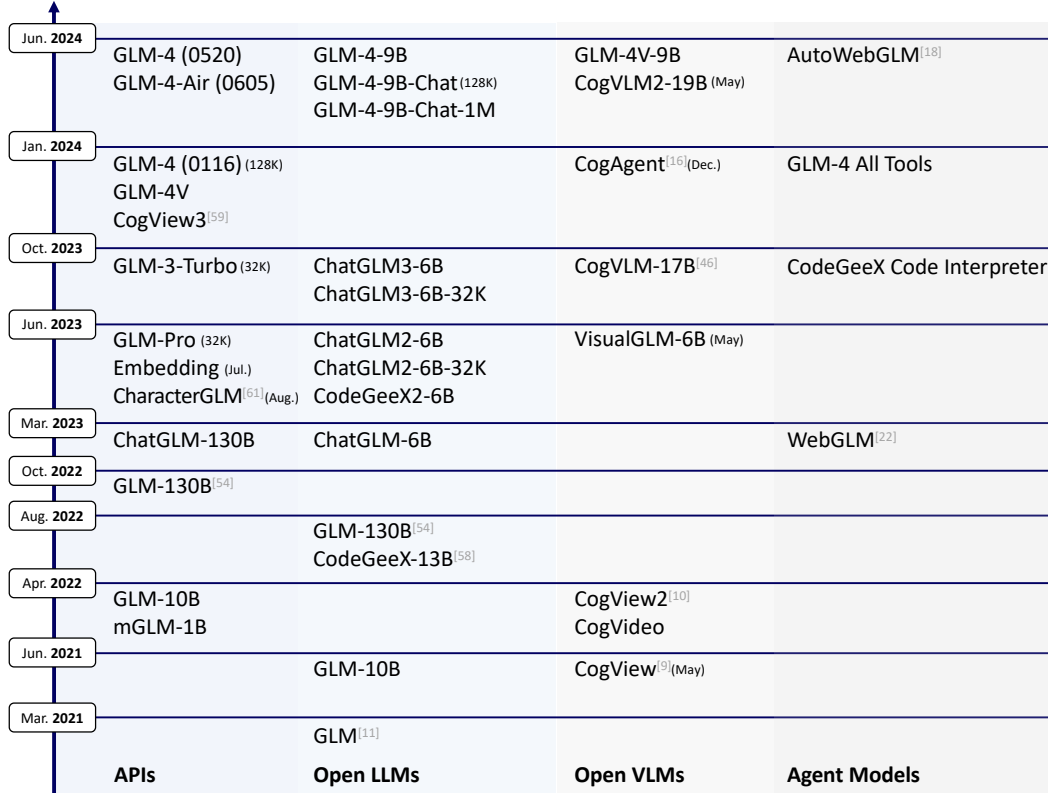 Jun. 2024
GLM-4 (0520) GLM-4-9B GLM-4V-9B AutoWebGLM[18]
GLM-4-Air (0605) GLM-4-9B-Chat (128K) CogVLM2-19B (May)
GLM-4-9B-Chat-1M
Jan. 2024
GLM-4 (0116) (128K) CogAgent[16](Dec.) GLM-4 All Tools
GLM-4V
CogView3[59]
Oct. 2023
GLM-3-Turbo (32K) ChatGLM3-6B CogVLM-17B[46] CodeGeeX Code Interpreter
ChatGLM3-6B-32K
Jun. 2023
GLM-Pro (32K) ChatGLM2-6B VisualGLM-6B (May)
Embedding (Jul.) ChatGLM2-6B-32K
CharacterGLM[61](Aug.) CodeGeeX2-6B
Mar. 2023
ChatGLM-130B ChatGLM-6B WebGLM[22]
Oct. 2022
GLM-130B[54]
Aug. 2022
GLM-130B[54]
CodeGeeX-13B[58]
Apr. 2022
GLM-10B CogView2[10]
mGLM-1B CogVideo
Jun. 2021
GLM-10B CogView[9](May)
Mar. 2021
GLM[11]
APIs Open LLMs Open VLMs Agent Models